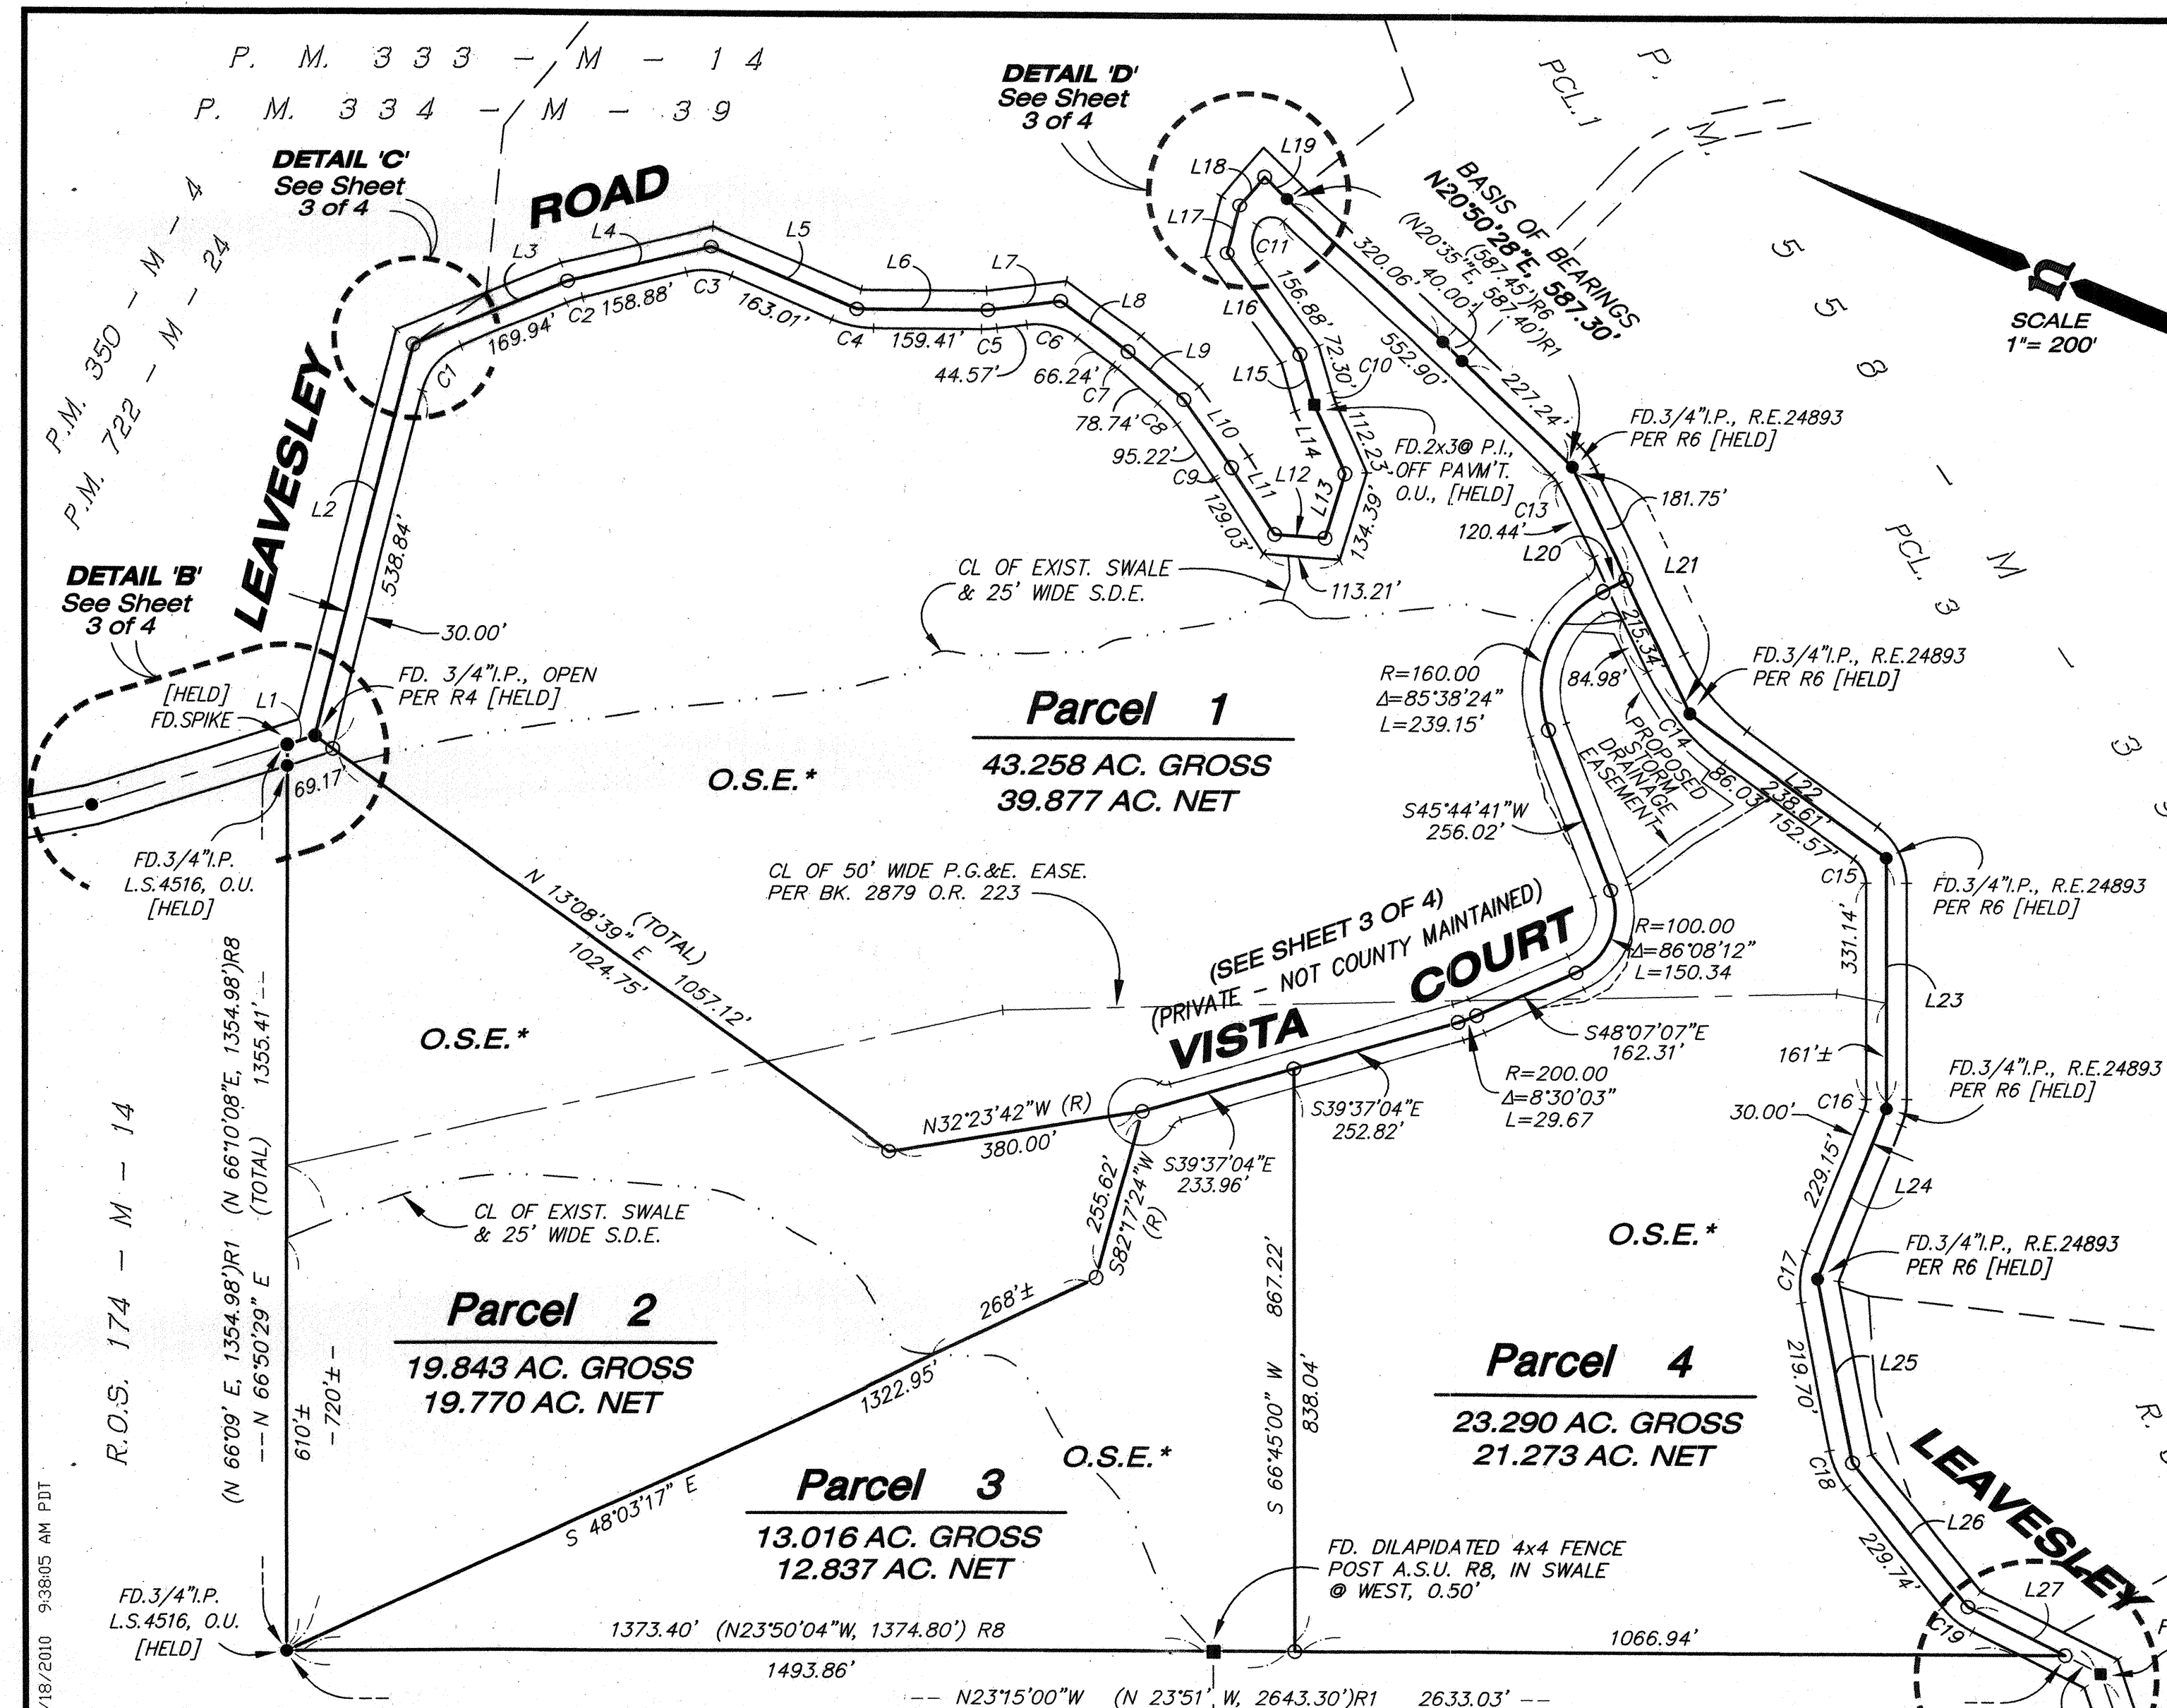 P. M. 333 - M - 14
P. M. 334 - M - 39
P.M. 350 - M - 4
P.M. 722 - M - 24
DETAIL 'C'
See Sheet
3 of 4
ROAD
DETAIL 'D'
See Sheet
3 of 4
PCL.1
P. M.
558 - M - 3
PCL. 3
BASIS OF BEARINGS
N20°50'28"E, 587.30'
(587.45')R6
(N20°35'E, 587.40')R1
40.00'
320.06'
552.90'
227.24'
SCALE
1"= 200'
L3
L4
L5
L6
L7
L8
L9
L10
L11
L12
L13
L14
L15
L16
L17
L18
L19
C1
169.94'
C2
158.88'
C3
163.01'
C4
159.41'
C5
44.57'
C6
66.24'
C7
78.74'
C8
95.22'
C9
129.03'
113.21'
134.39'
112.23'
C10
72.30'
156.88'
C11
FD.2x3@ P.I.,
OFF PAVM'T.
O.U., [HELD]
FD.3/4"I.P., R.E.24893
PER R6 [HELD]
C13
120.44'
181.75'
L20
L21
215.34'
84.98'
LEAVESLEY
L2
538.84'
30.00'
DETAIL 'B'
See Sheet
3 of 4
[HELD]
FD.SPIKE
L1
FD. 3/4"I.P., OPEN
PER R4 [HELD]
69.17'
FD.3/4"I.P.
L.S.4516, O.U.
[HELD]
CL OF EXIST. SWALE
& 25' WIDE S.D.E.
Parcel 1
43.258 AC. GROSS
39.877 AC. NET
O.S.E.*
R=160.00
Δ=85°38'24"
L=239.15'
FD.3/4"I.P., R.E.24893
PER R6 [HELD]
PROPOSED
STORM
DRAINAGE
EASEMENT
C14
86.03'
L22
238.61'
152.57'
C15
FD.3/4"I.P., R.E.24893
PER R6 [HELD]
S45°44'41"W
256.02'
CL OF 50' WIDE P.G.&E. EASE.
PER BK. 2879 O.R. 223
N 13°08'39" E
(TOTAL)
1024.75'
1057.12'
(SEE SHEET 3 OF 4)
(PRIVATE - NOT COUNTY MAINTAINED)
VISTA COURT
R=100.00
Δ=86°08'12"
L=150.34
S48°07'07"E
162.31'
R=200.00
Δ=8°30'03"
L=29.67
331.14'
L23
161'±
FD.3/4"I.P., R.E.24893
PER R6 [HELD]
C16
30.00'
229.15'
L24
O.S.E.*
N32°23'42"W (R)
380.00'
S39°37'04"E
252.82'
S39°37'04"E
233.96'
255.62'
S82°17'24"W
(R)
R.O.S. 174 - M - 14
(N 66°09' E, 1354.98')R1 (N 66°10'08"E, 1354.98')R8
-- N 66°50'29" E (TOTAL) 1355.41'--
610'±
-720'±-
CL OF EXIST. SWALE
& 25' WIDE S.D.E.
O.S.E.*
FD.3/4"I.P., R.E.24893
PER R6 [HELD]
C17
219.70'
L25
C18
L26
229.74'
L27
C19
LEAVESLEY
R.
Parcel 2
19.843 AC. GROSS
19.770 AC. NET
268'±
1322.95'
S 48°03'17" E
S 66°45'00" W 867.22'
838.04'
Parcel 4
23.290 AC. GROSS
21.273 AC. NET
O.S.E.*
Parcel 3
13.016 AC. GROSS
12.837 AC. NET
FD. DILAPIDATED 4x4 FENCE
POST A.S.U. R8, IN SWALE
@ WEST, 0.50'
FD.3/4"I.P.
L.S.4516, O.U.
[HELD]
1373.40' (N23°50'04"W, 1374.80') R8
1493.86'
1066.94'
-- N23°15'00"W (N 23°51' W, 2643.30')R1 2633.03' --
/18/2010 9:38:05 AM PDT